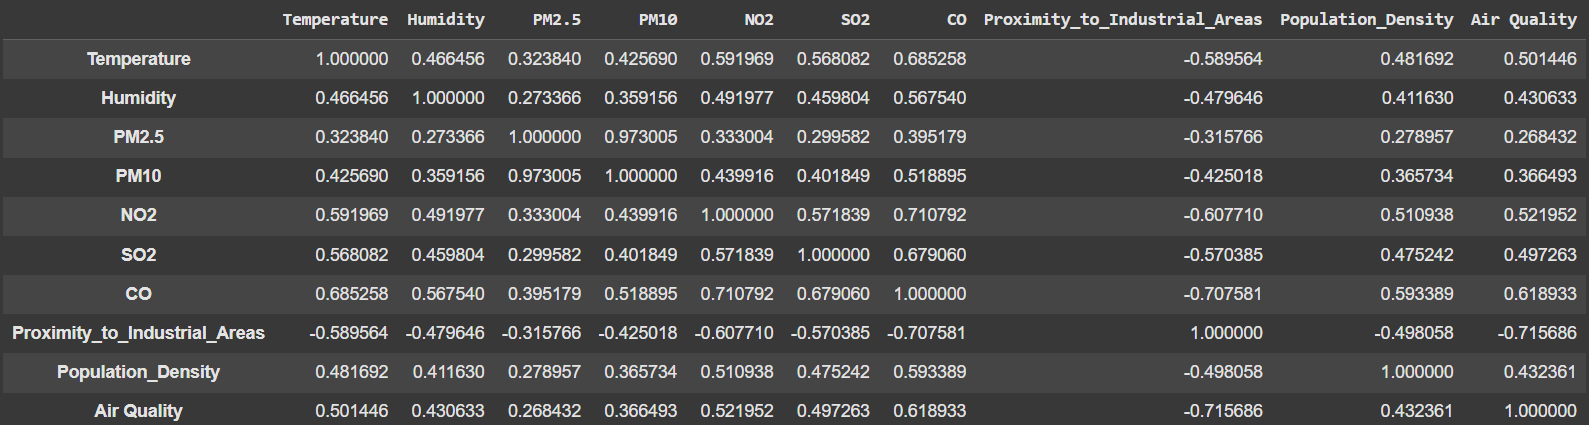 Temperature Humidity PM2.5 PM10 NO2 SO2 CO Proximity_to_Industrial_Areas Population_Density Air Quality
Temperature 1.000000 0.466456 0.323840 0.425690 0.591969 0.568082 0.685258 -0.589564 0.481692 0.501446
Humidity 0.466456 1.000000 0.273366 0.359156 0.491977 0.459804 0.567540 -0.479646 0.411630 0.430633
PM2.5 0.323840 0.273366 1.000000 0.973005 0.333004 0.299582 0.395179 -0.315766 0.278957 0.268432
PM10 0.425690 0.359156 0.973005 1.000000 0.439916 0.401849 0.518895 -0.425018 0.365734 0.366493
NO2 0.591969 0.491977 0.333004 0.439916 1.000000 0.571839 0.710792 -0.607710 0.510938 0.521952
SO2 0.568082 0.459804 0.299582 0.401849 0.571839 1.000000 0.679060 -0.570385 0.475242 0.497263
CO 0.685258 0.567540 0.395179 0.518895 0.710792 0.679060 1.000000 -0.707581 0.593389 0.618933
Proximity_to_Industrial_Areas -0.589564 -0.479646 -0.315766 -0.425018 -0.607710 -0.570385 -0.707581 1.000000 -0.498058 -0.715686
Population_Density 0.481692 0.411630 0.278957 0.365734 0.510938 0.475242 0.593389 -0.498058 1.000000 0.432361
Air Quality 0.501446 0.430633 0.268432 0.366493 0.521952 0.497263 0.618933 -0.715686 0.432361 1.000000